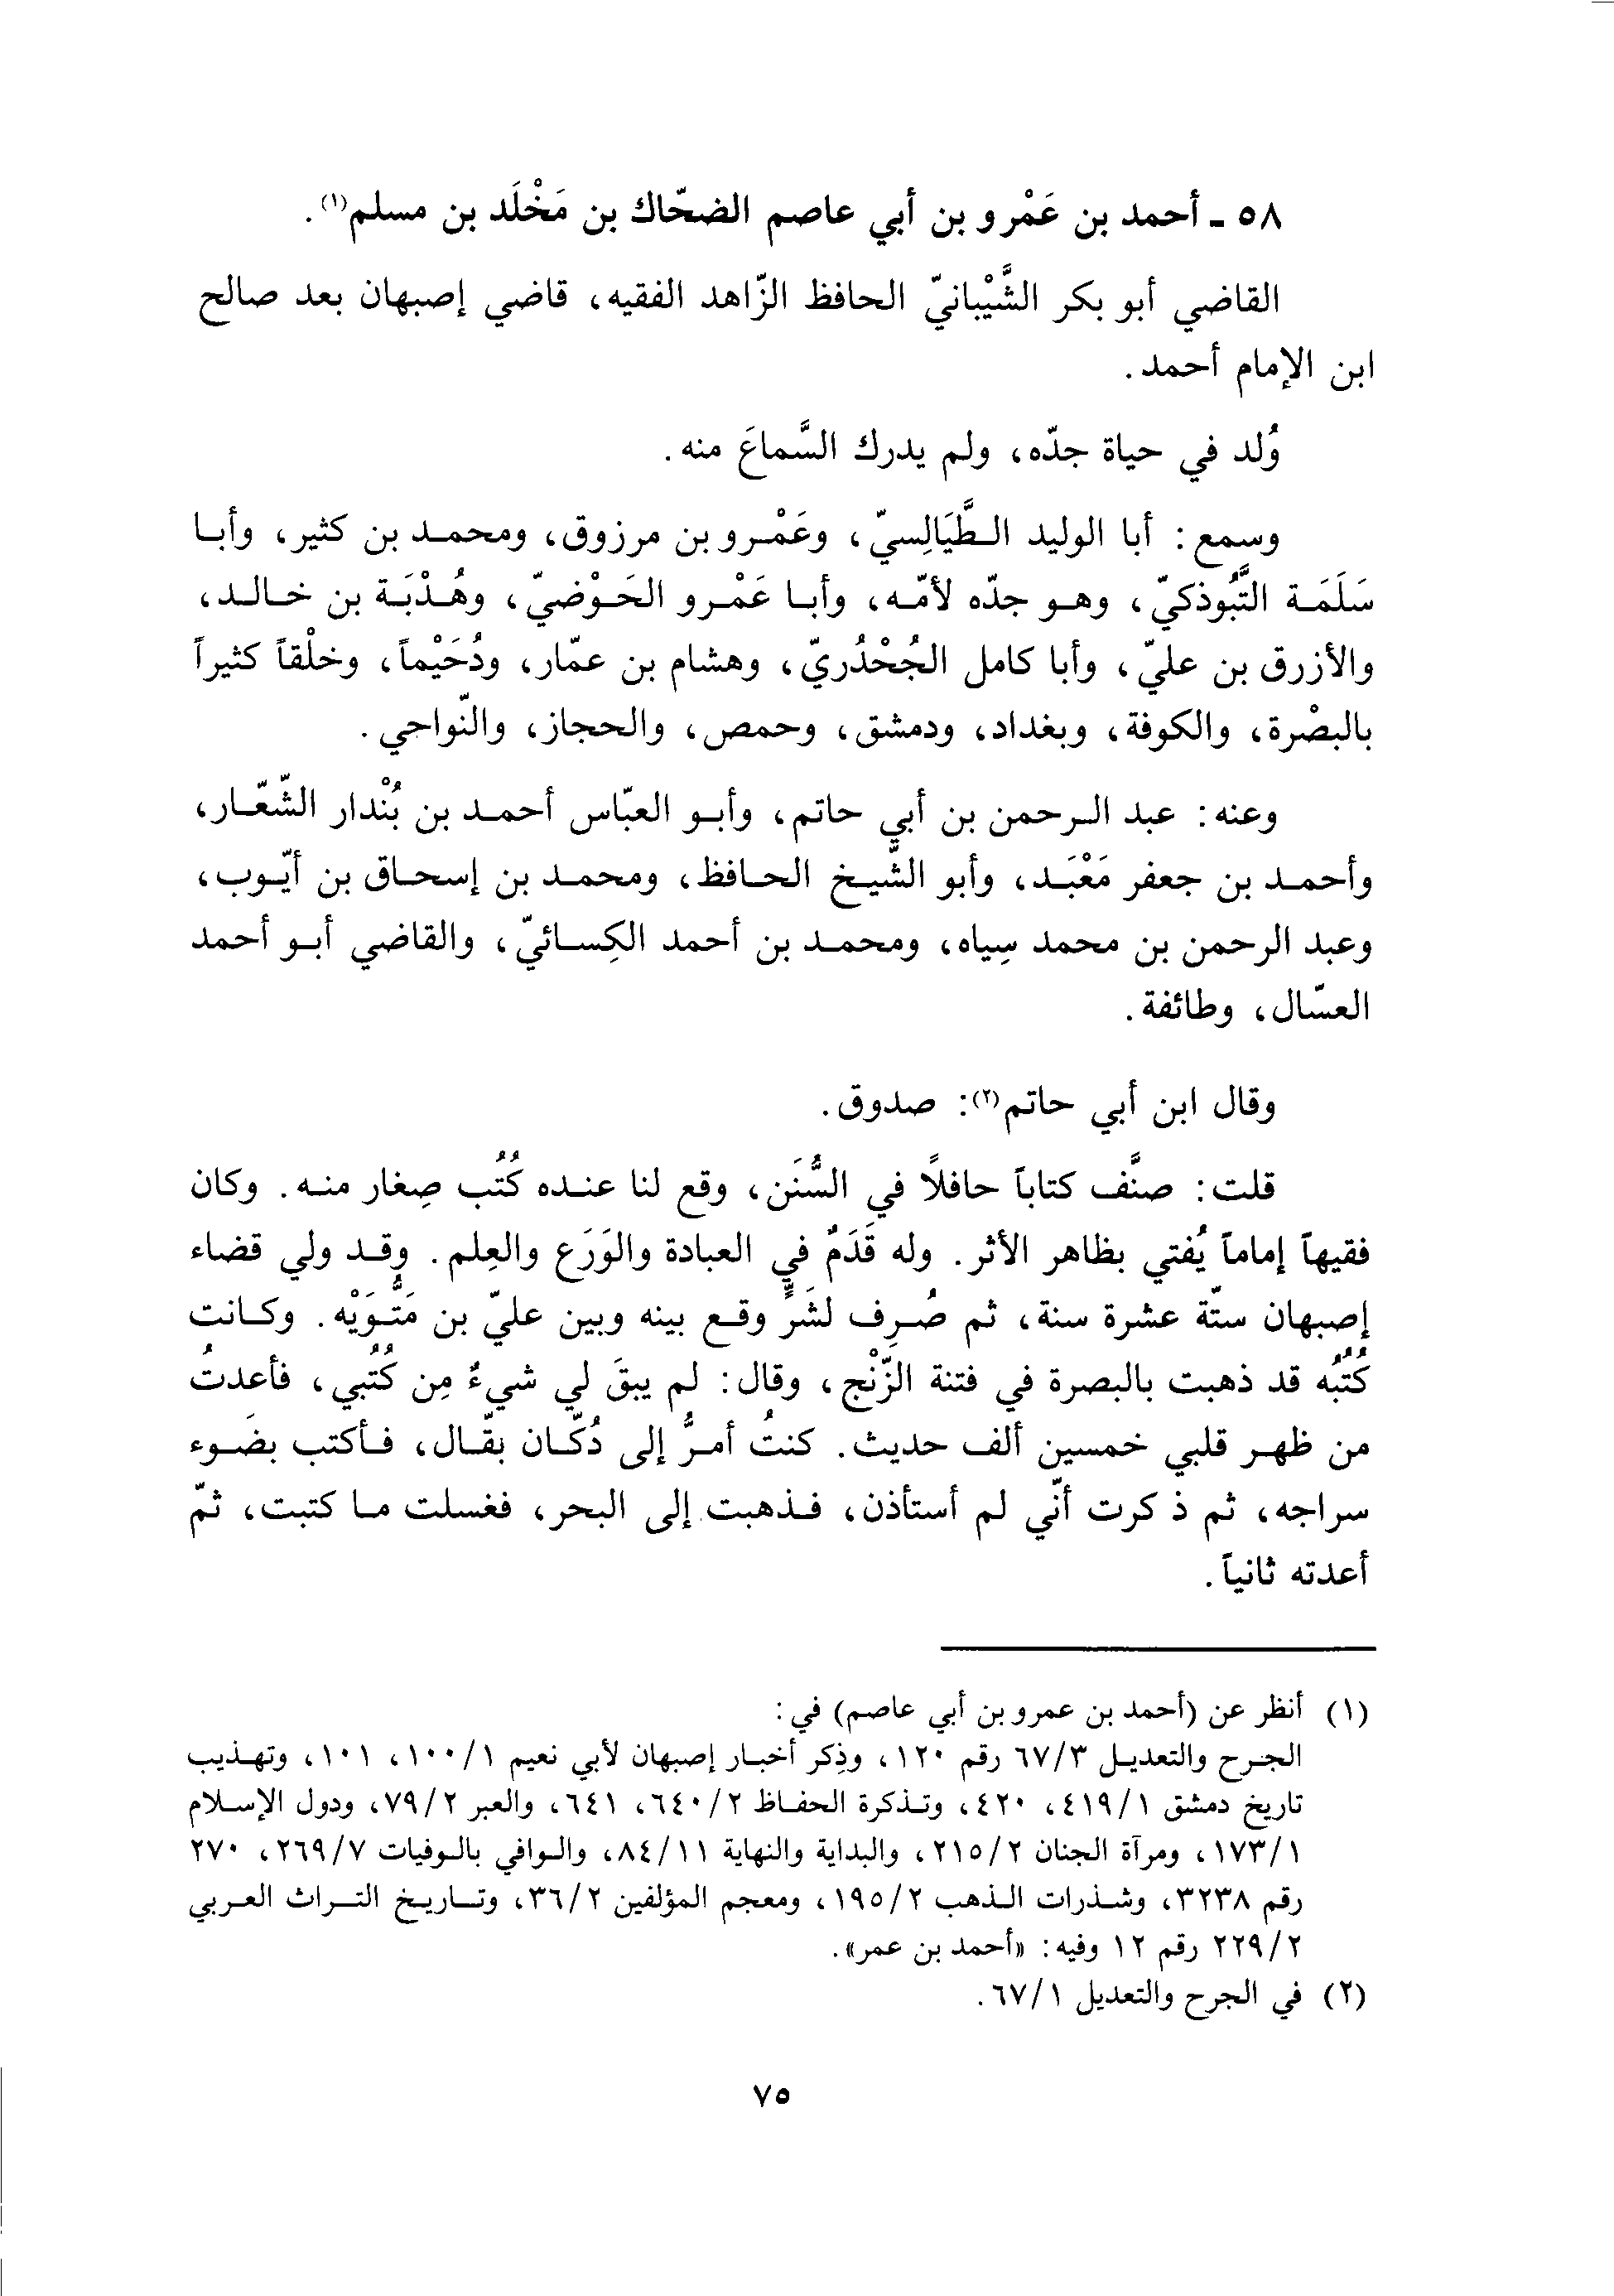 ٥٨ ـ أحمد بن عَمْرو بن أبي عاصم الضحّاك بن مَخْلَد بن مسلم(١).
القاضي أبو بكر الشَّيْبانيّ الحافظ الزّاهد الفقيه، قاضي إصبهان بعد صالح
ابن الإمام أحمد.
وُلد في حياة جدّه، ولم يدرك السَّماعَ منه.
وسمع: أبا الوليد الطَّيَالِسيّ، وعَمْرو بن مرزوق، ومحمد بن كثير، وأبا
سَلَمَة التَّبُوذكيّ، وهو جدّه لأمّه، وأبا عَمْرو الحَوْضيّ، وهُدْبَة بن خالد،
والأزرق بن عليّ، وأبا كامل الجُحْدُريّ، وهشام بن عمّار، ودُحَيْماً، وخلْقاً كثيراً
بالبصْرة، والكوفة، وبغداد، ودمشق، وحمص، والحجاز، والنّواحي.
وعنه: عبد الرحمن بن أبي حاتم، وأبو العبّاس أحمد بن بُنْدار الشّعّار،
وأحمد بن جعفر مَعْبَد، وأبو الشّيخ الحافظ، ومحمد بن إسحاق بن أيّوب،
وعبد الرحمن بن محمد سِياه، ومحمد بن أحمد الكِسائيّ، والقاضي أبو أحمد
العسّال، وطائفة.
وقال ابن أبي حاتم(٢): صدوق.
قلت: صنَّف كتاباً حافلاً في السُّنَن، وقع لنا عنده كُتُب صِغار منه. وكان
فقيهاً إماماً يُفتي بظاهر الأثر. وله قَدَمٌ في العبادة والوَرَع والعِلم. وقد ولي قضاء
إصبهان ستّة عشرة سنة، ثم صُرِف لشَرٍّ وقع بينه وبين عليّ بن مَتُّوَيْه. وكانت
كُتُبُه قد ذهبت بالبصرة في فتنة الزّنْج، وقال: لم يبقَ لي شيءٌ مِن كُتُبي، فأعدتُ
من ظهر قلبي خمسين ألف حديث. كنتُ أمرُّ إلى دُكّان بقّال، فأكتب بضَوء
سراجه، ثم ذكرت أنّي لم أستأذن، فذهبت إلى البحر، فغسلت ما كتبت، ثمّ
أعدته ثانياً.
(١) أنظر عن (أحمد بن عمرو بن أبي عاصم) في:
الجرح والتعديل ٦٧/٣ رقم ١٢٠، وذِكر أخبار إصبهان لأبي نعيم ١٠٠/١، ١٠١، وتهذيب
تاريخ دمشق ٤١٩/١، ٤٢٠، وتذكرة الحفاظ ٦٤٠/٢، ٦٤١، والعبر ٧٩/٢، ودول الإسلام
١٧٣/١، ومرآة الجنان ٢١٥/٢، والبداية والنهاية ٨٤/١١، والوافي بالوفيات ٢٦٩/٧، ٢٧٠
رقم ٣٢٣٨، وشذرات الذهب ١٩٥/٢، ومعجم المؤلفين ٣٦/٢، وتاريخ التراث العربي
٢٢٩/٢ رقم ١٢ وفيه: «أحمد بن عمر».
(٢) في الجرح والتعديل ٦٧/١.
٧٥